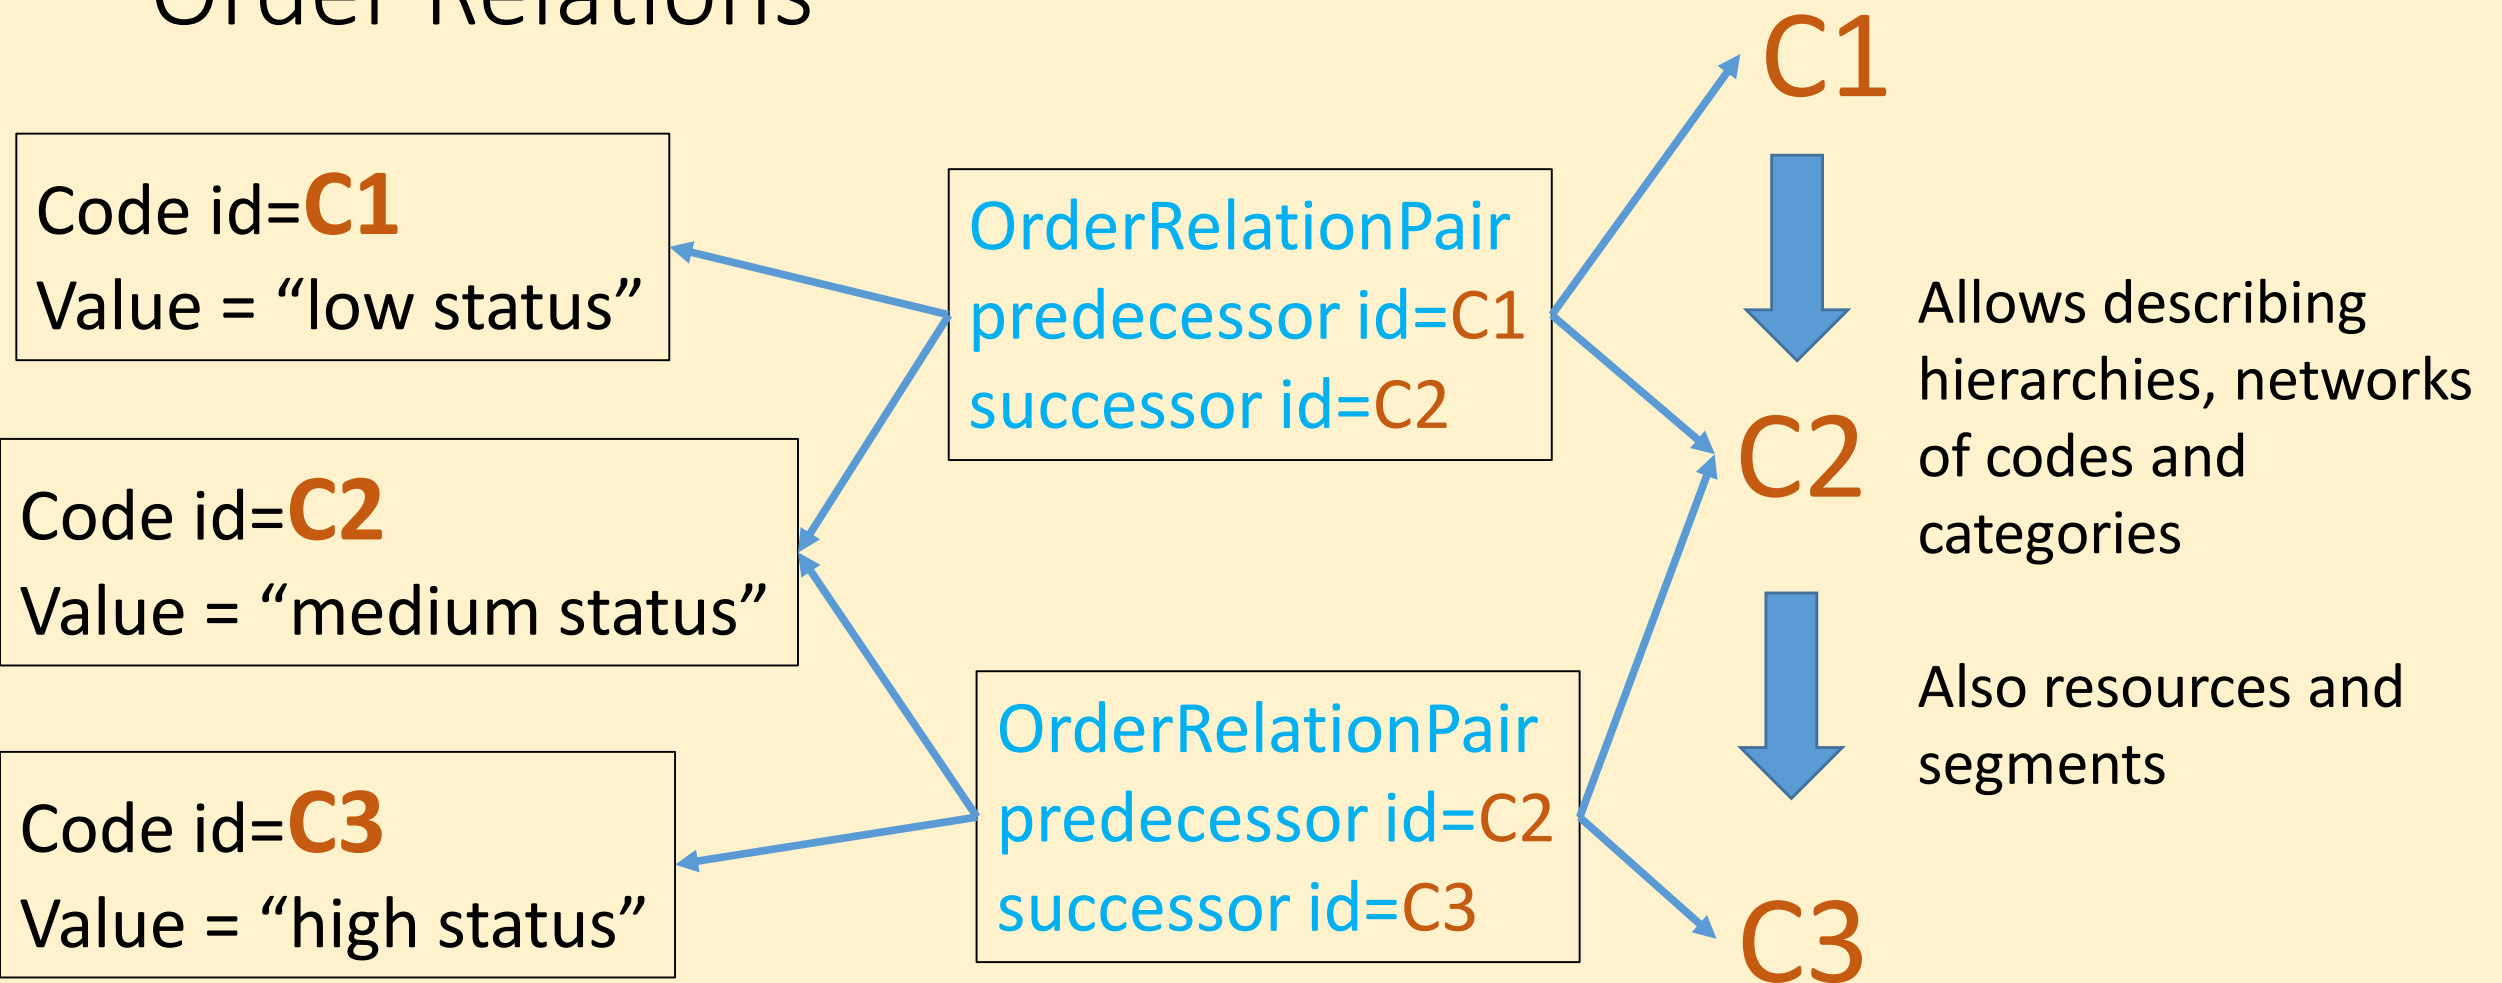 Order Relations
Code id=C1
Value = “low status”
Code id=C2
Value = “medium status”
Code id=C3
Value = “high status”
OrderRelationPair
predecessor id=C1
successor id=C2
OrderRelationPair
predecessor id=C2
successor id=C3
C1
C2
C3
Allows describing
hierarchies, networks
of codes and
categories
Also resources and
segments